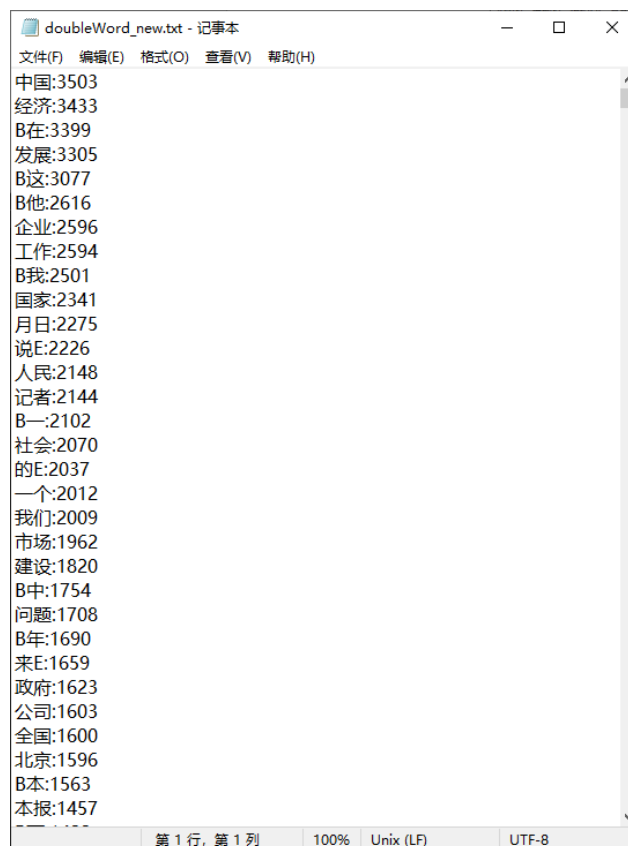 doubleWord_new.txt - 记事本
文件(F) 编辑(E) 格式(O) 查看(V) 帮助(H)
中国:3503
经济:3433
B在:3399
发展:3305
B这:3077
B他:2616
企业:2596
工作:2594
B我:2501
国家:2341
月日:2275
说E:2226
人民:2148
记者:2144
B一:2102
社会:2070
的E:2037
一个:2012
我们:2009
市场:1962
建设:1820
B中:1754
问题:1708
B年:1690
来E:1659
政府:1623
公司:1603
全国:1600
北京:1596
B本:1563
本报:1457
第 1 行, 第 1 列 100% Unix (LF) UTF-8